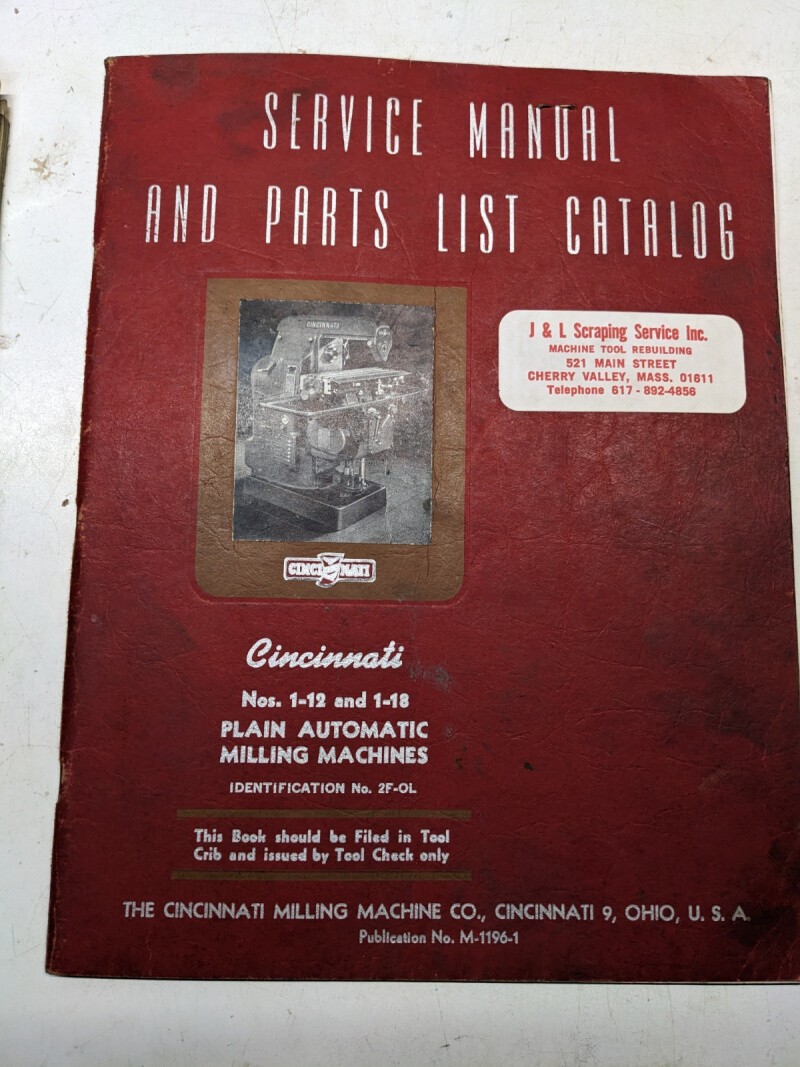 SERVICE MANUAL
AND PARTS LIST CATALOG
CINCINNATI
J & L Scraping Service Inc.
MACHINE TOOL REBUILDING
521 MAIN STREET
CHERRY VALLEY, MASS. 01611
Telephone 617-892-4856
CINCINNATI
Cincinnati
Nos. 1-12 and 1-18
PLAIN AUTOMATIC
MILLING MACHINES
IDENTIFICATION No. 2F-OL
This Book should be Filed in Tool
Crib and issued by Tool Check only
THE CINCINNATI MILLING MACHINE CO., CINCINNATI 9, OHIO, U. S. A.
Publication No. M-1196-1